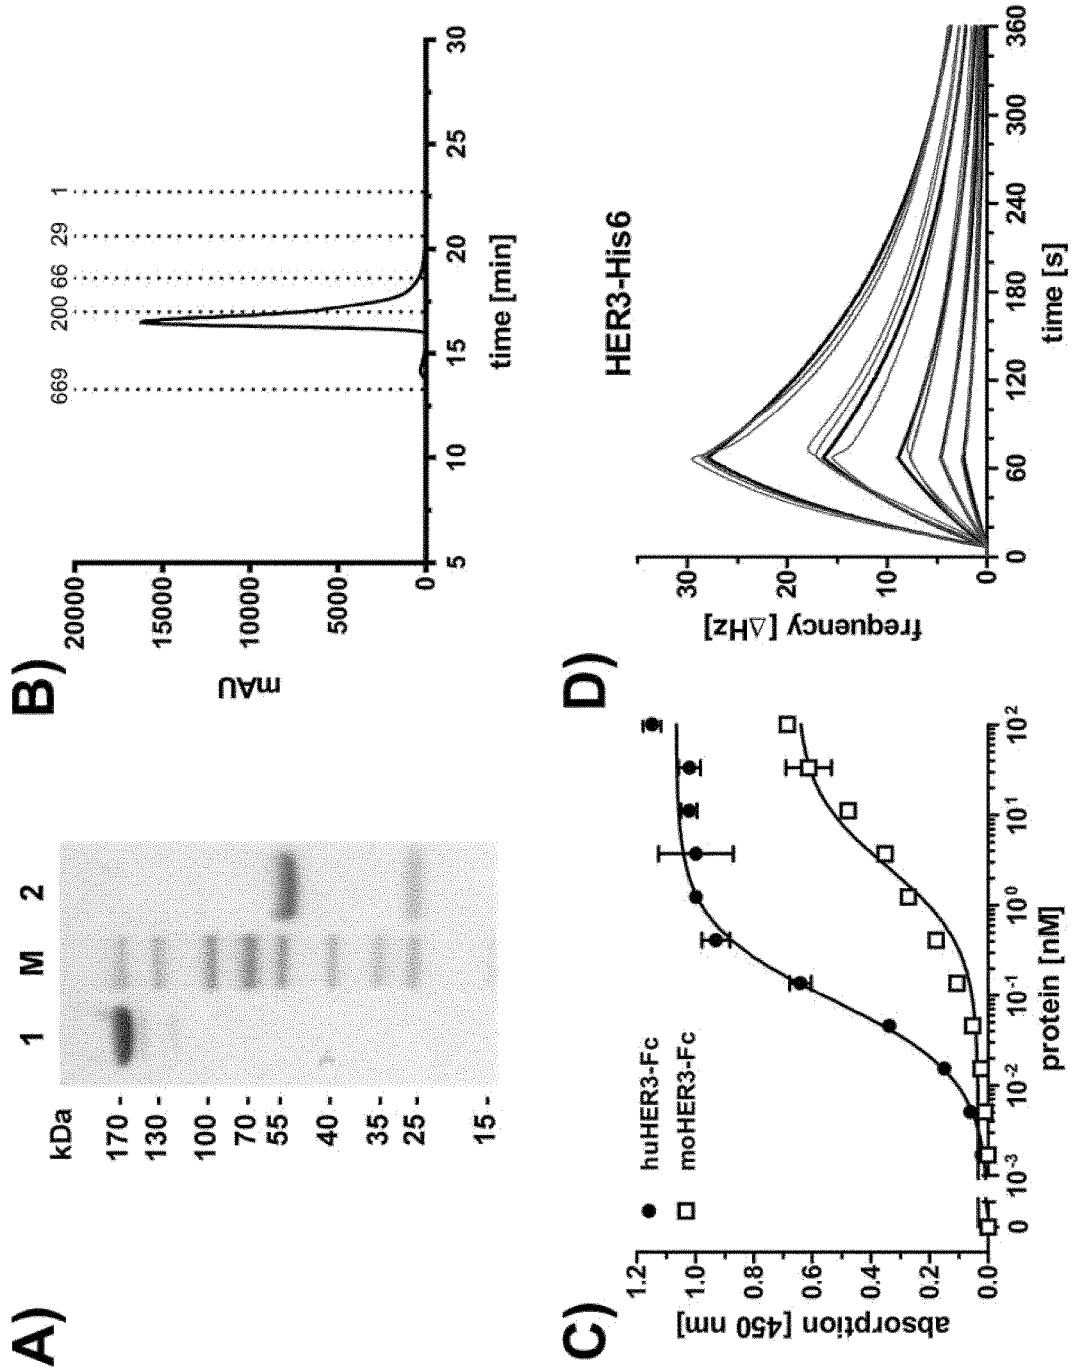 A)
kDa
1 M 2
170 -
130 -
100 -
70 -
55 -
40 -
35 -
25 -
15 -
B)
669 200 66 29 1
mAU
20000
15000
10000
5000
0
5 10 15 20 25 30
time [min]
C)
absorption [450 nm]
1.2
1.0
0.8
0.6
0.4
0.2
0.0
huHER3-Fc
moHER3-Fc
0 10⁻³ 10⁻² 10⁻¹ 10⁰ 10¹ 10²
protein [nM]
D)
HER3-His6
frequency [ΔHz]
30
20
10
0
0 60 120 180 240 300 360
time [s]